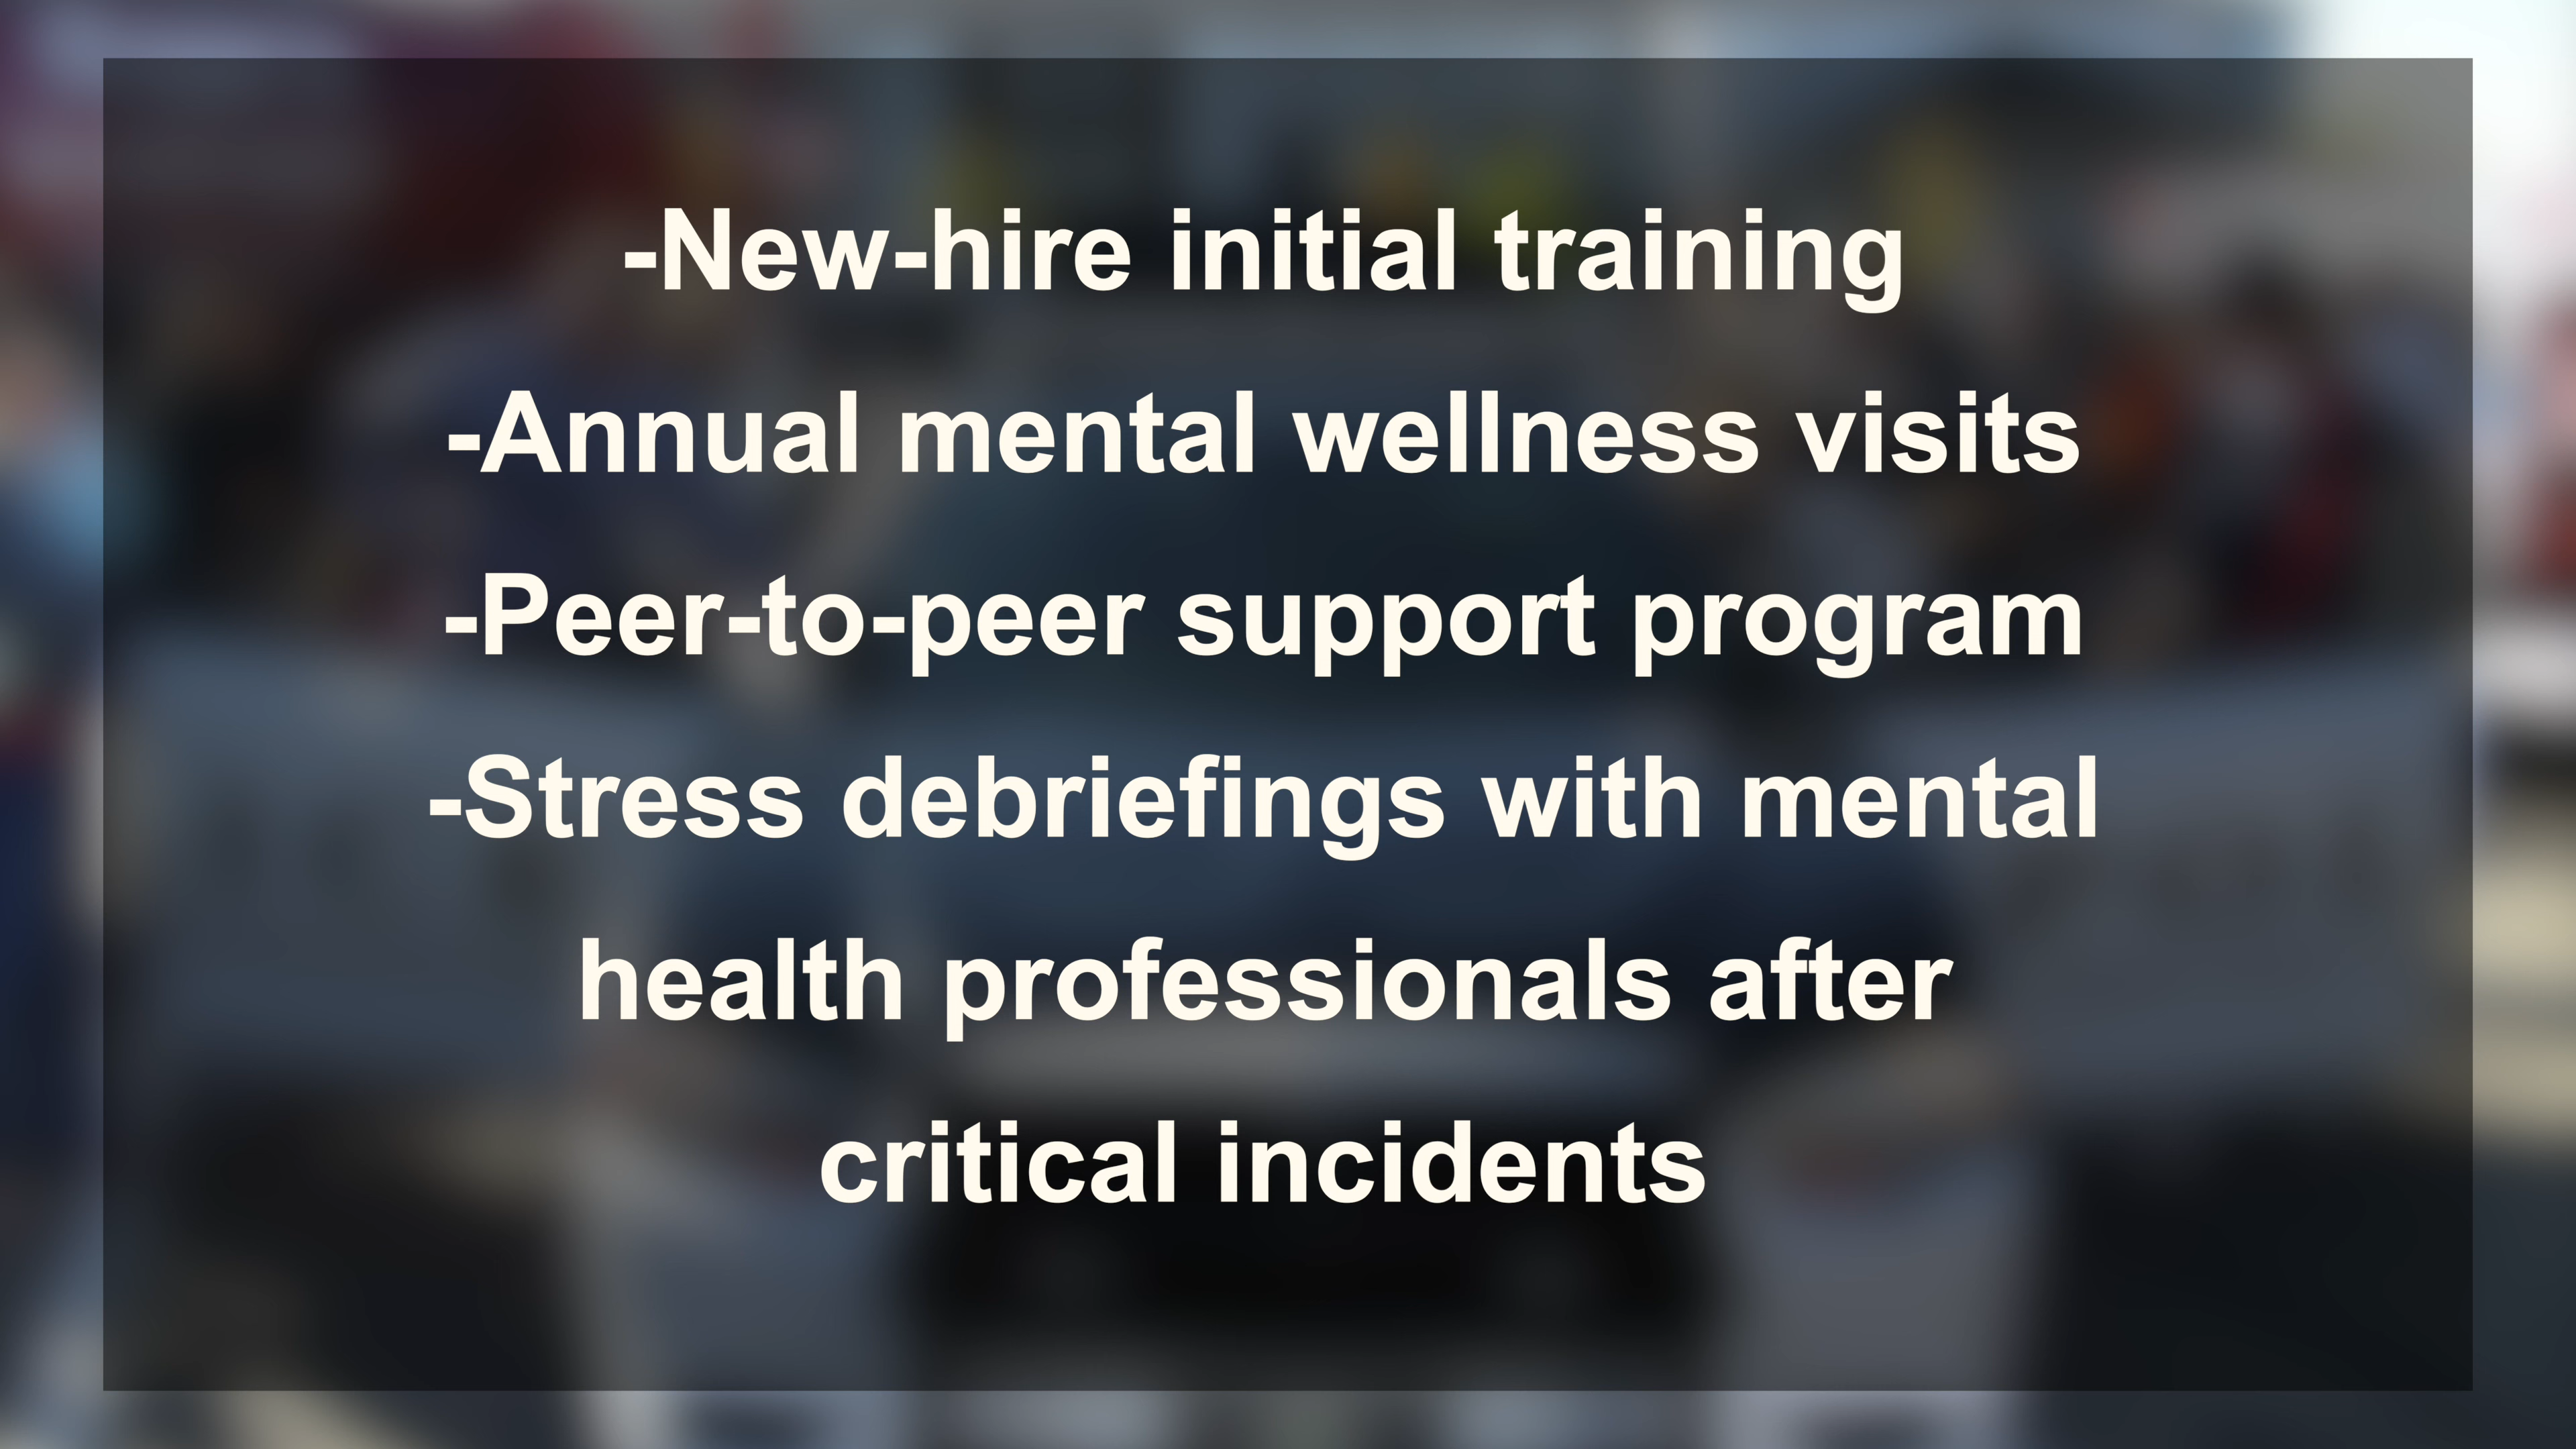 -New-hire initial training
-Annual mental wellness visits
-Peer-to-peer support program
-Stress debriefings with mental
health professionals after
critical incidents